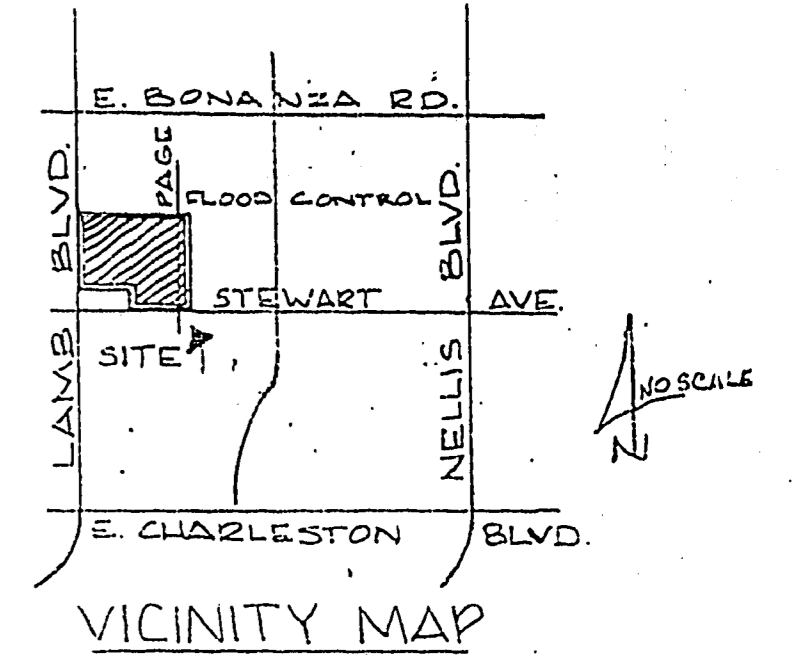 E. BONANZA RD.
LAMB BLVD.
PAGE
FLOOD CONTROL
NELLIS BLVD.
STEWART AVE.
SITE
NO SCALE
N
E. CHARLESTON BLVD.
VICINITY MAP